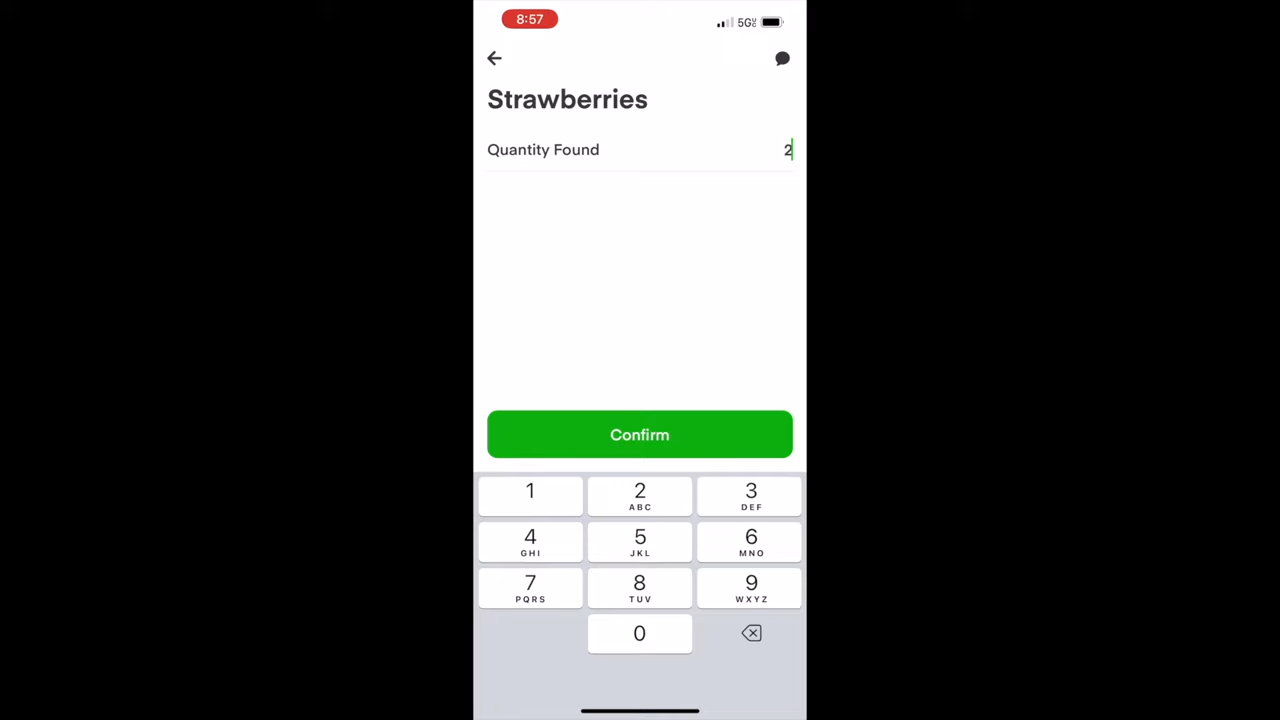 8:57
5G
Strawberries
Quantity Found 2
Confirm
1 2 3
ABC DEF
4 5 6
GHI JKL MNO
7 8 9
PQRS TUV WXYZ
0